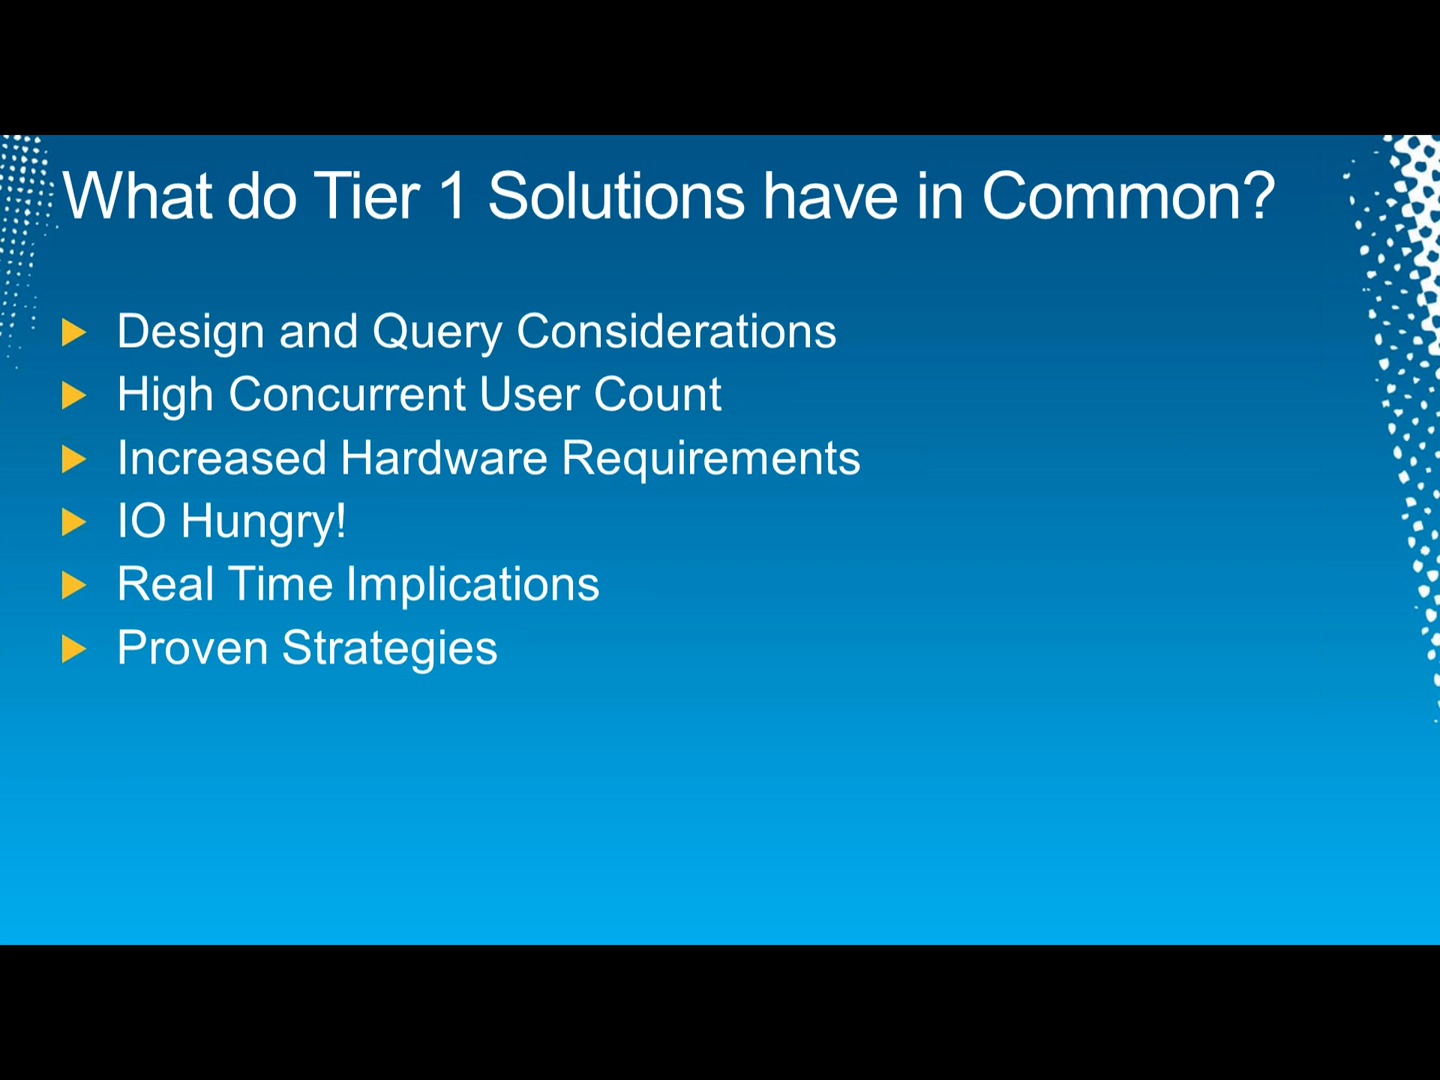 What do Tier 1 Solutions have in Common?
Design and Query Considerations
High Concurrent User Count
Increased Hardware Requirements
IO Hungry!
Real Time Implications
Proven Strategies